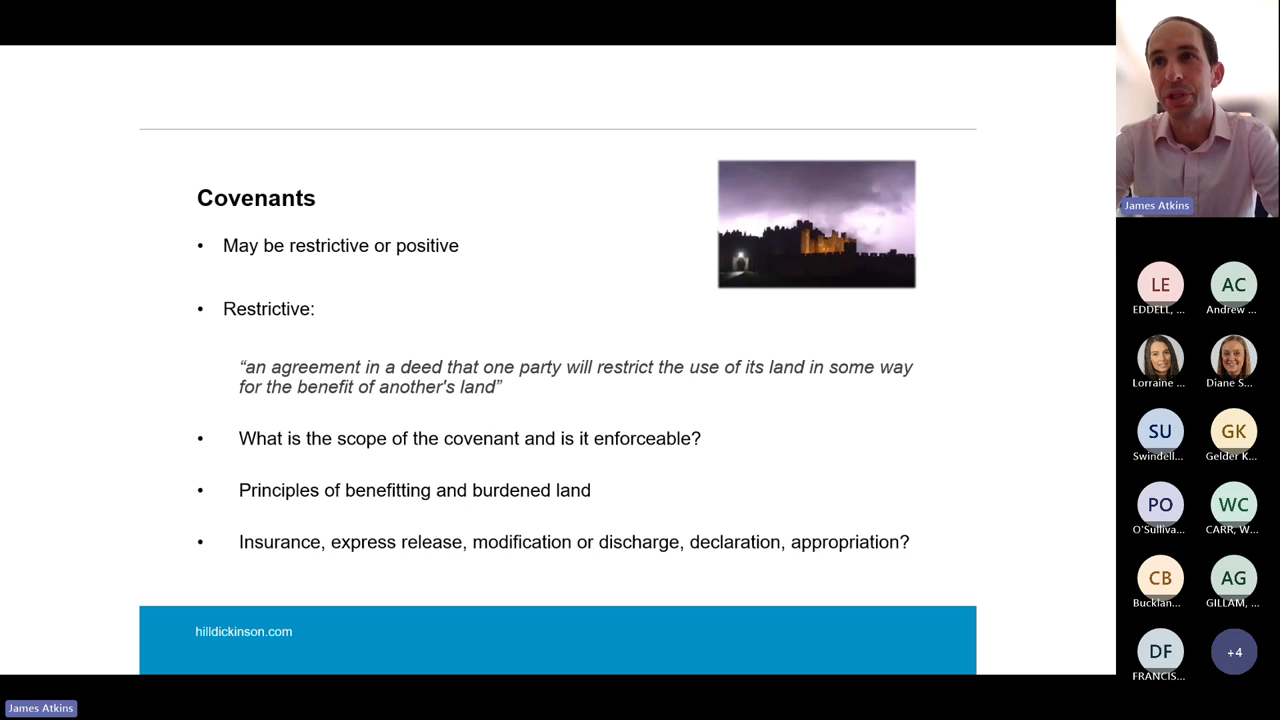 Covenants
• May be restrictive or positive
• Restrictive:
“an agreement in a deed that one party will restrict the use of its land in some way
for the benefit of another's land”
• What is the scope of the covenant and is it enforceable?
• Principles of benefitting and burdened land
• Insurance, express release, modification or discharge, declaration, appropriation?
hilldickinson.com
James Atkins
LE
AC
EDDELL, ...
Andrew ...
Lorraine ...
Diane S...
SU
GK
Swindell...
Gelder K...
PO
WC
O'Sulliva...
CARR, W...
CB
AG
Bucklan...
GILLAM, ...
DF
+4
FRANCIS...
James Atkins